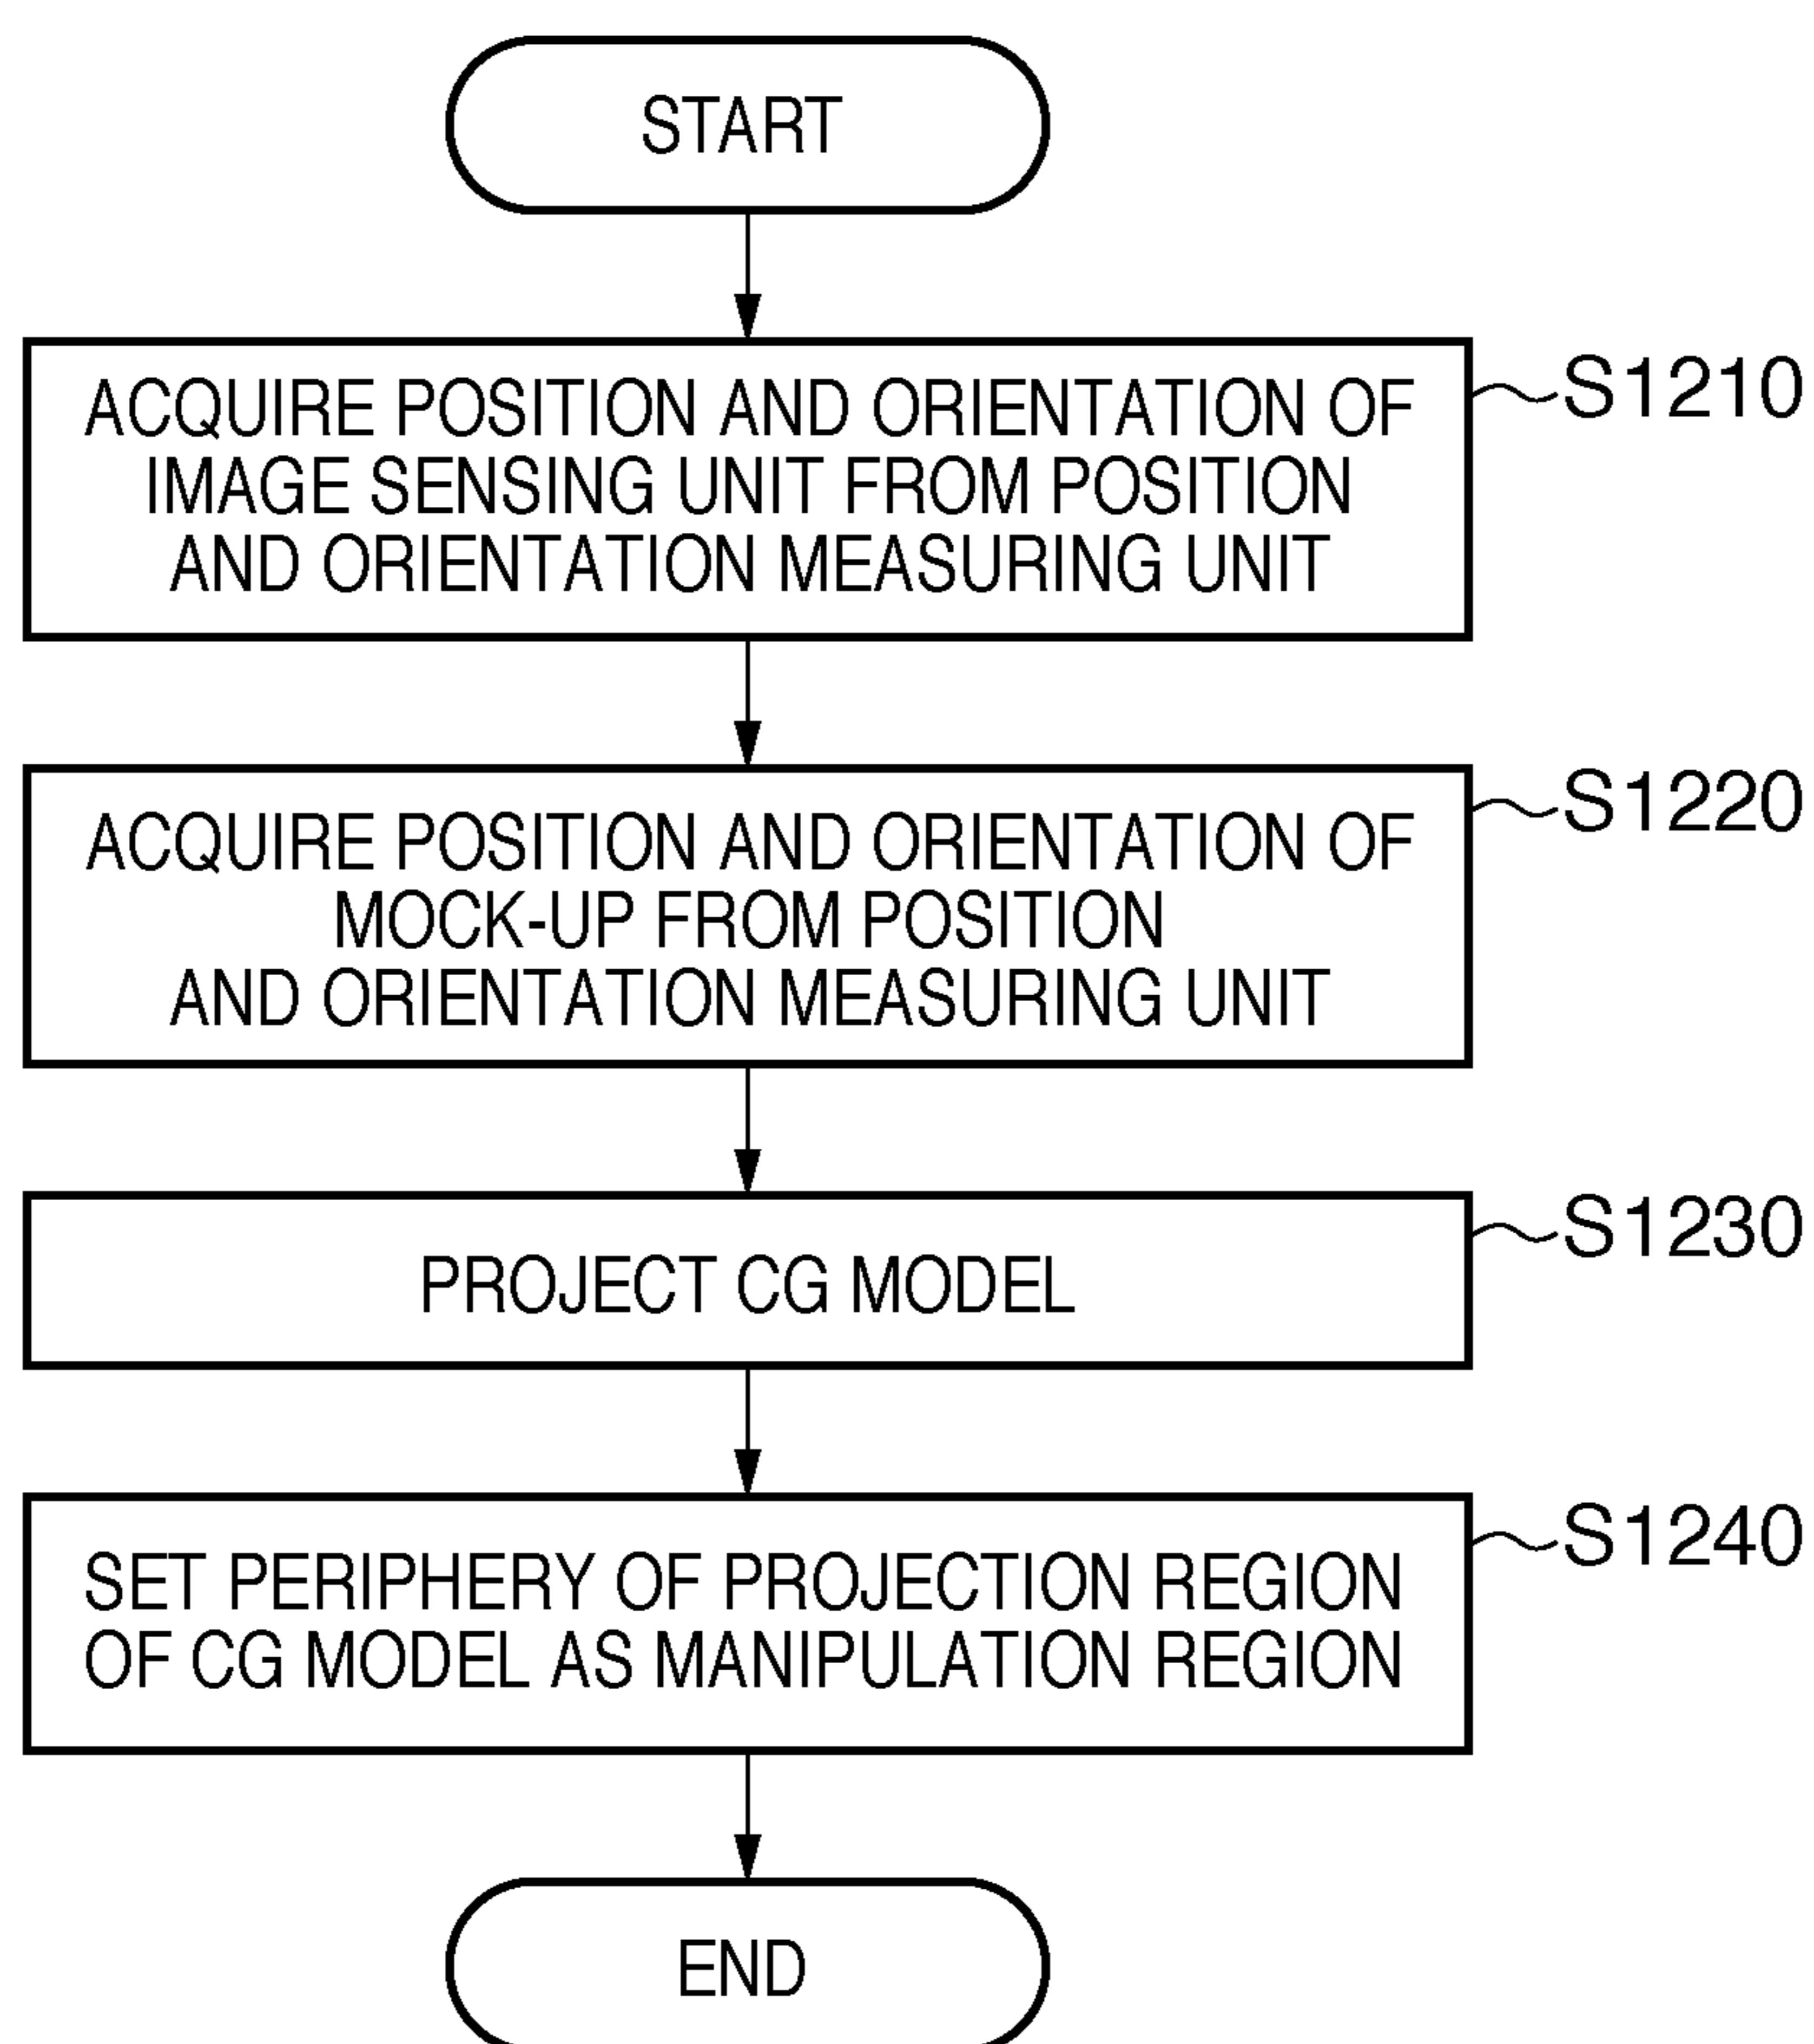 START
ACQUIRE POSITION AND ORIENTATION OF
IMAGE SENSING UNIT FROM POSITION
AND ORIENTATION MEASURING UNIT
S1210
ACQUIRE POSITION AND ORIENTATION OF
MOCK-UP FROM POSITION
AND ORIENTATION MEASURING UNIT
S1220
PROJECT CG MODEL
S1230
SET PERIPHERY OF PROJECTION REGION
OF CG MODEL AS MANIPULATION REGION
S1240
END